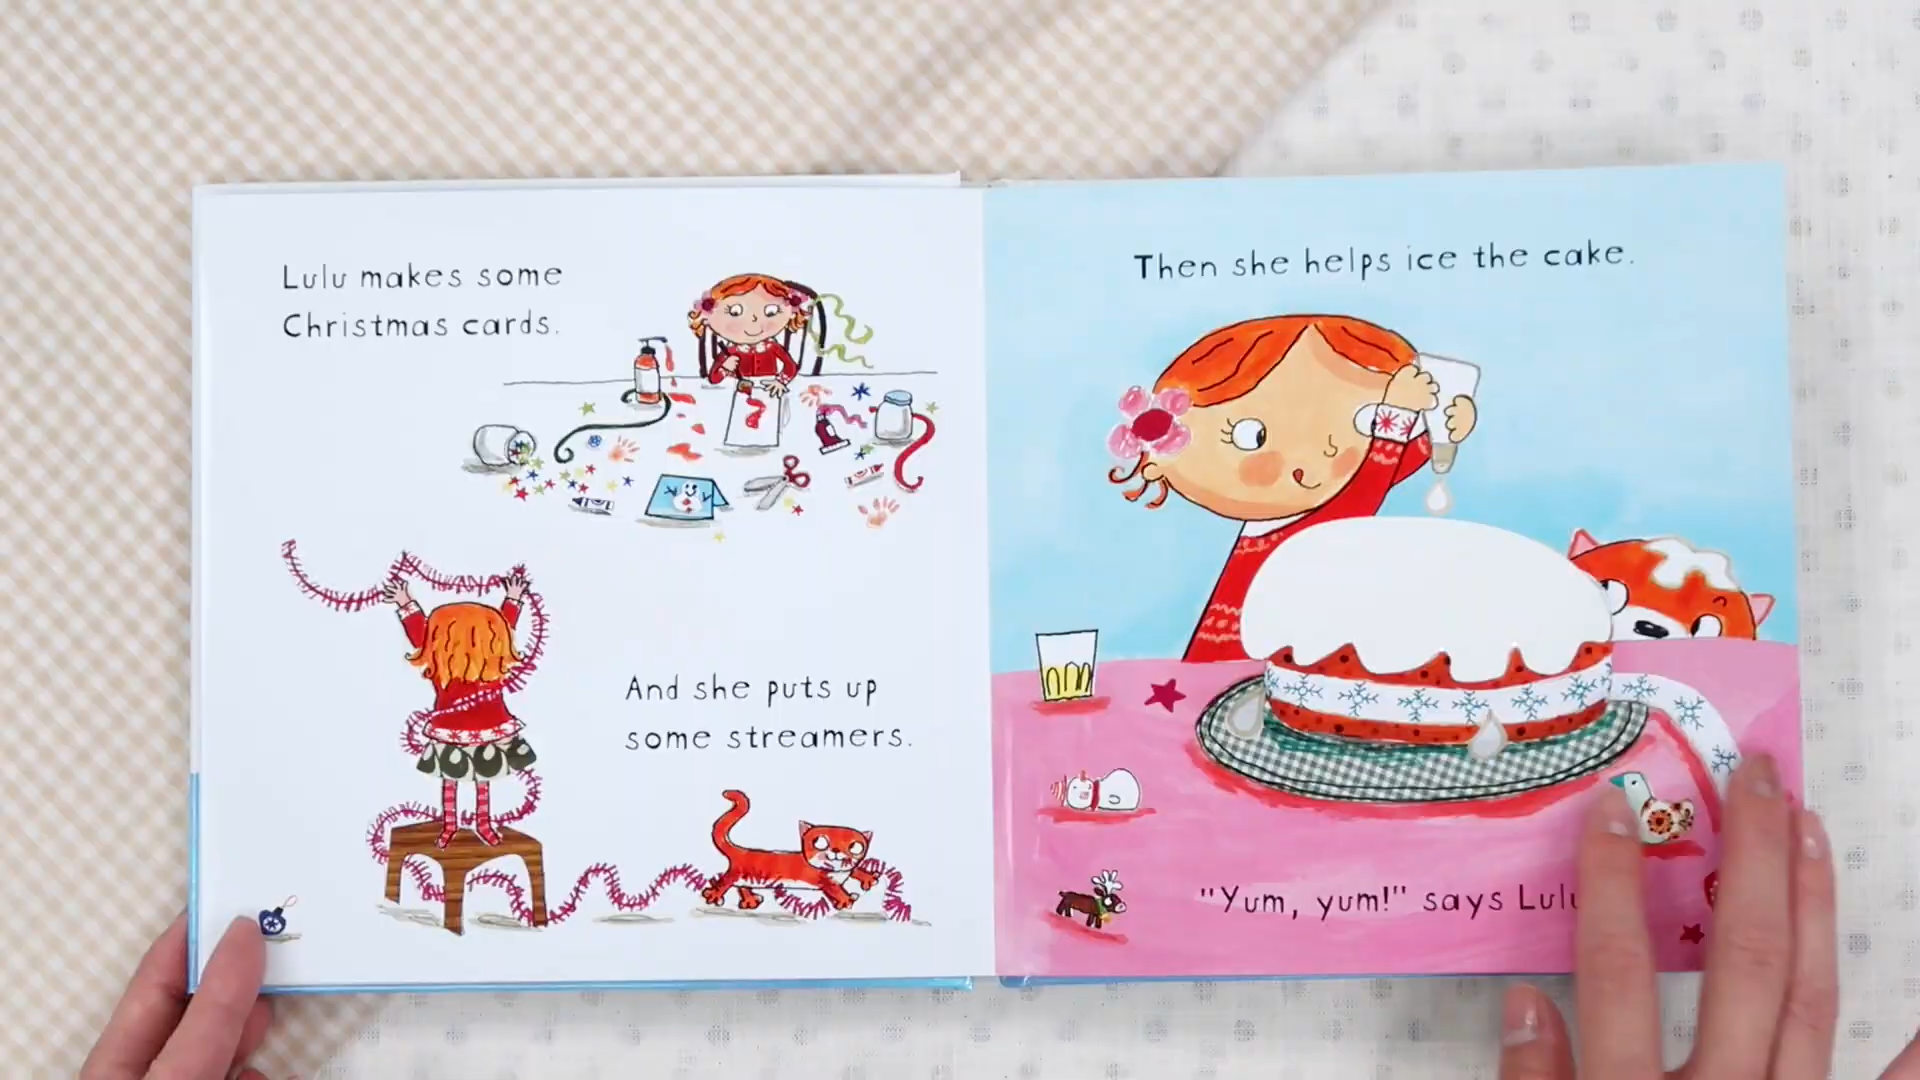 Lulu makes some
Christmas cards.
And she puts up
some streamers.
Then she helps ice the cake.
"Yum, yum!" says Lulu